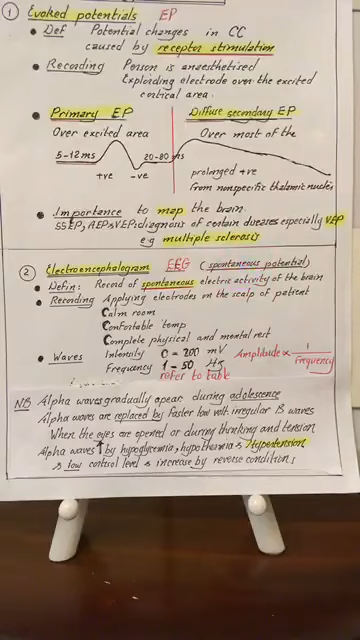 ① Evoked potentials EP
• Def Potential changes in CC
caused by receptor stimulation
• Recording Person is anaesthetised
Exploring electrode over the excited
cortical area.
• Primary EP
Over excited area
5-12ms
+ve -ve
Diffuse secondary EP
Over most of the
20-80 ms
prolonged +ve
from nonspecific thalamic nuclei
• Importance to map the brain.
SSEP, AEP & VEP: diagnosis of certain diseases especially VEP
e.g multiple sclerosis
② Electroencephalogram EEG (spontaneous potential)
• Defin: Record of spontaneous electric activity of the brain
• Recording Applying electrodes on the scalp of patient
Calm room
Confortable temp
Complete physical and mental rest
• Waves Intensity 0 - 200 mV Amplitude ∝ 1/Frequency
Frequency 1 - 50 Hz
refer to table
NB Alpha waves gradually apear during adolescence
Alpha waves are replaced by faster low volt irregular B waves
When the eyes are opened or during thinking and tension
Alpha waves ↑ by hypoglycemia, hypothermia & Hypertension
& low cortisol level & increase by reverse conditions